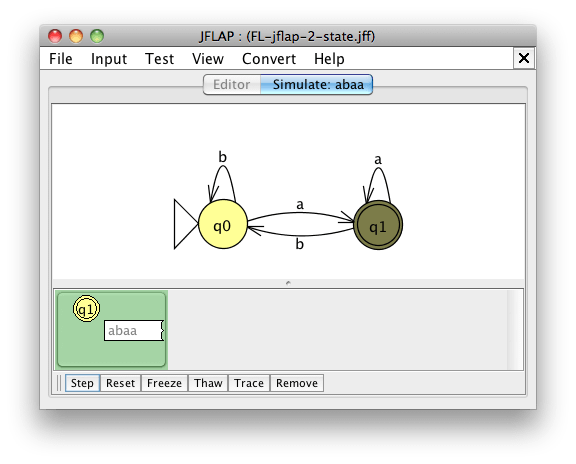 JFLAP : (FL-jflap-2-state.jff)
File Input Test View Convert Help
Editor Simulate: abaa
b
a
a
q0
q1
b
q1
abaa
Step Reset Freeze Thaw Trace Remove